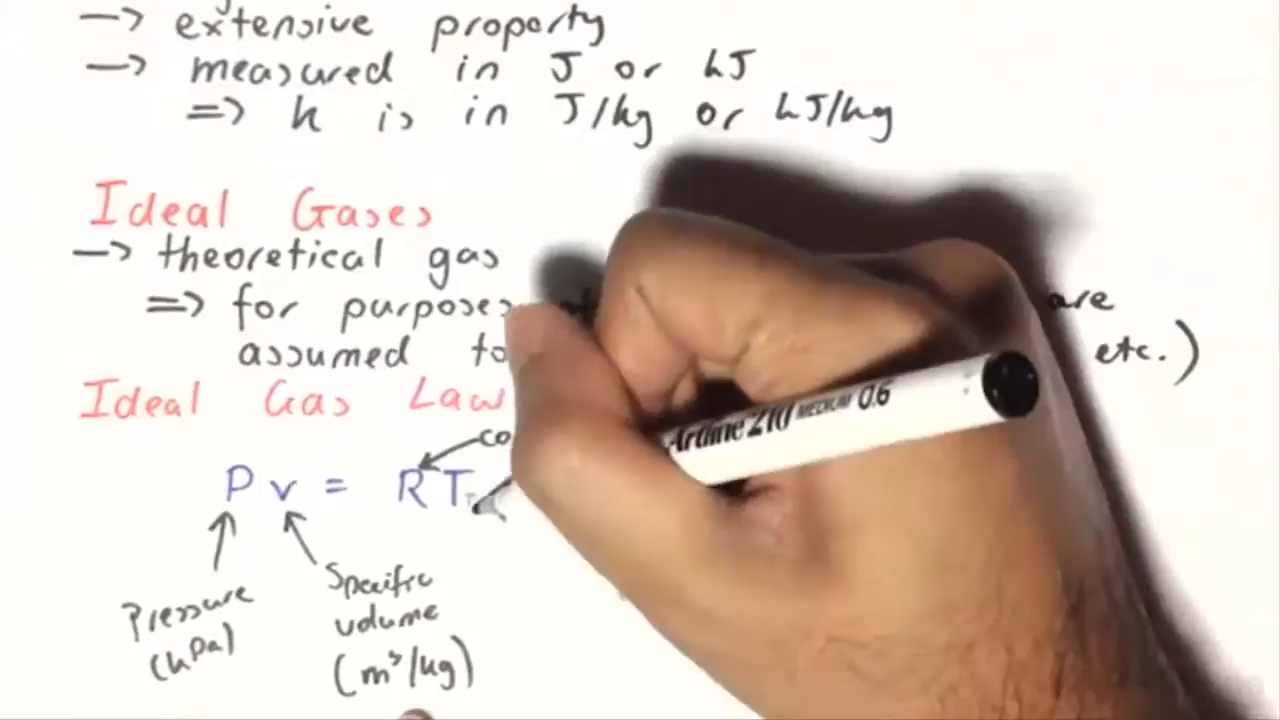 → extensive property
→ measured in J or kJ
⇒ h is in J/kg or kJ/kg
Ideal Gases
→ theoretical gas
⇒ for purposes are
assumed to etc.)
Ideal Gas Law
co
Pv = RT
Pressure
(kPa)
Specific
volume
(m³/kg)
Artline 210 MEDIUM 0.6